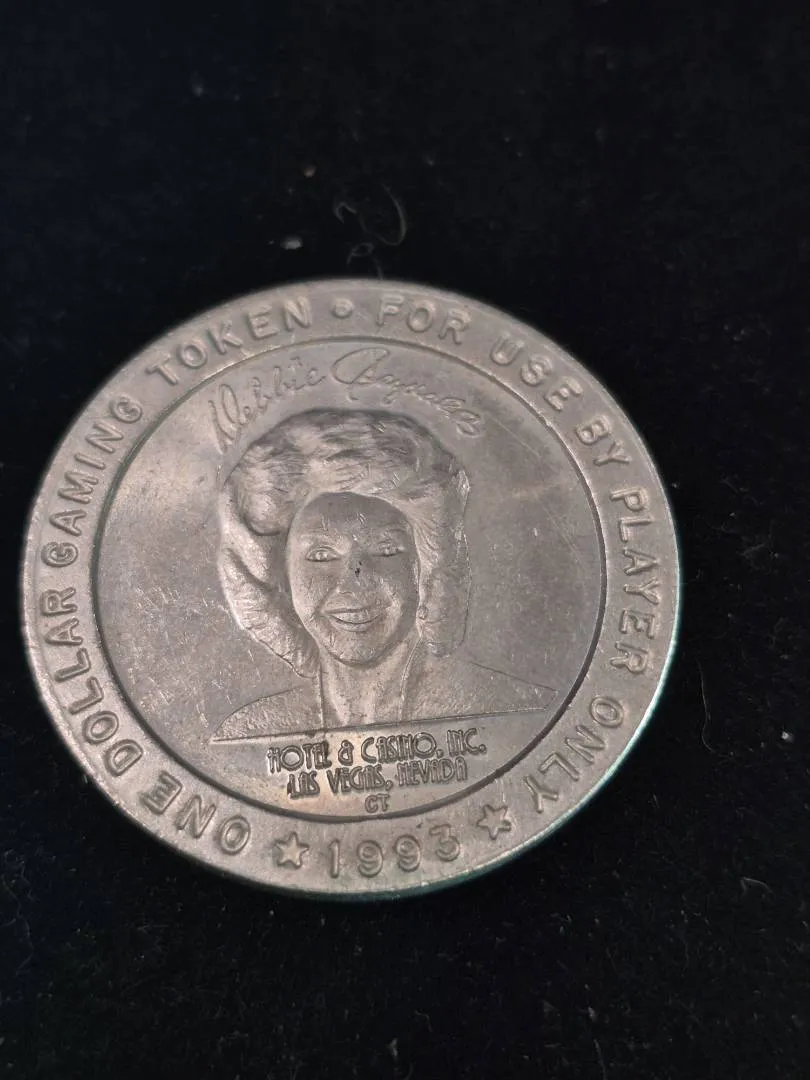 ONE DOLLAR GAMING TOKEN • FOR USE BY PLAYER ONLY
Debbie Reynolds
HOTEL & CASINO, INC.
LAS VEGAS, NEVADA
CT
★ 1993 ★